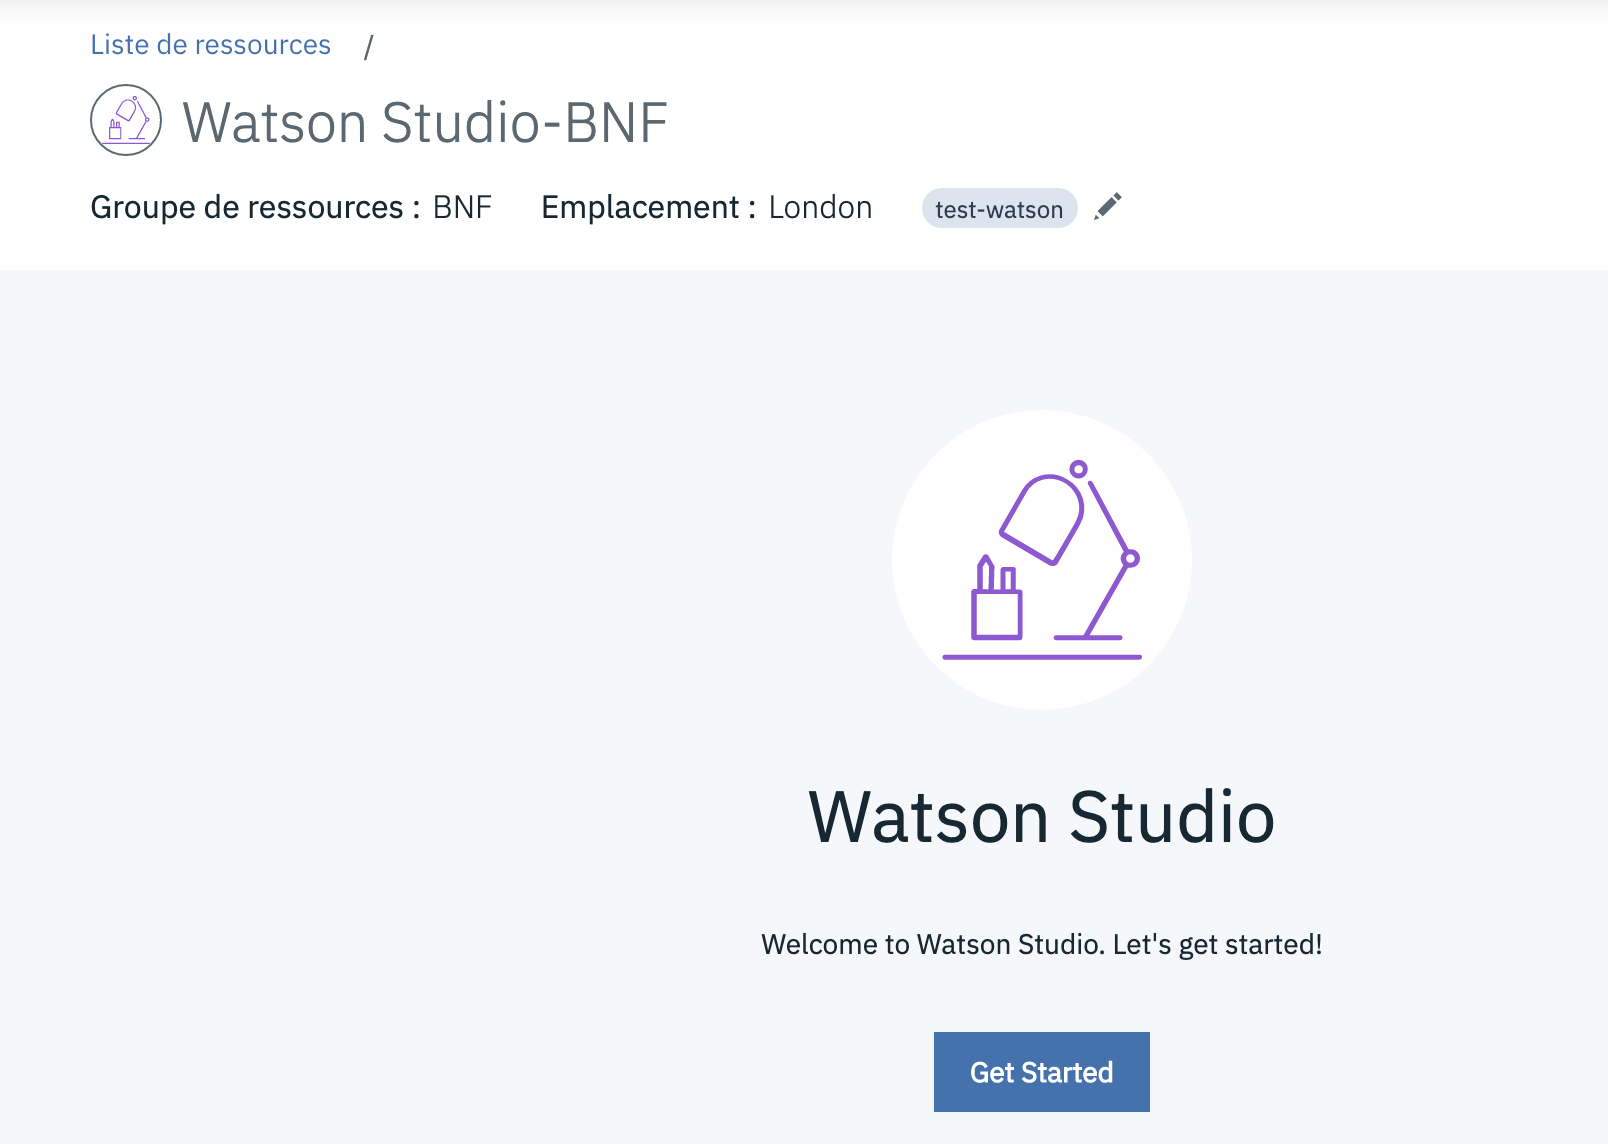 Liste de ressources /
Watson Studio-BNF
Groupe de ressources : BNF Emplacement : London test-watson
Watson Studio
Welcome to Watson Studio. Let's get started!
Get Started